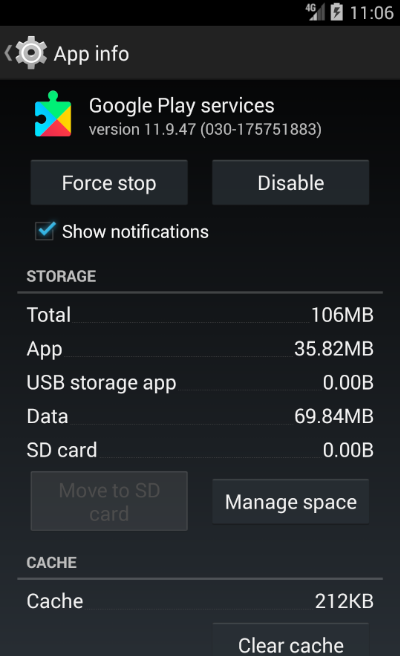 4G 11:06
App info
Google Play services
version 11.9.47 (030-175751883)
Force stop Disable
Show notifications
STORAGE
Total 106MB
App 35.82MB
USB storage app 0.00B
Data 69.84MB
SD card 0.00B
Move to SD
card
Manage space
CACHE
Cache 212KB
Clear cache